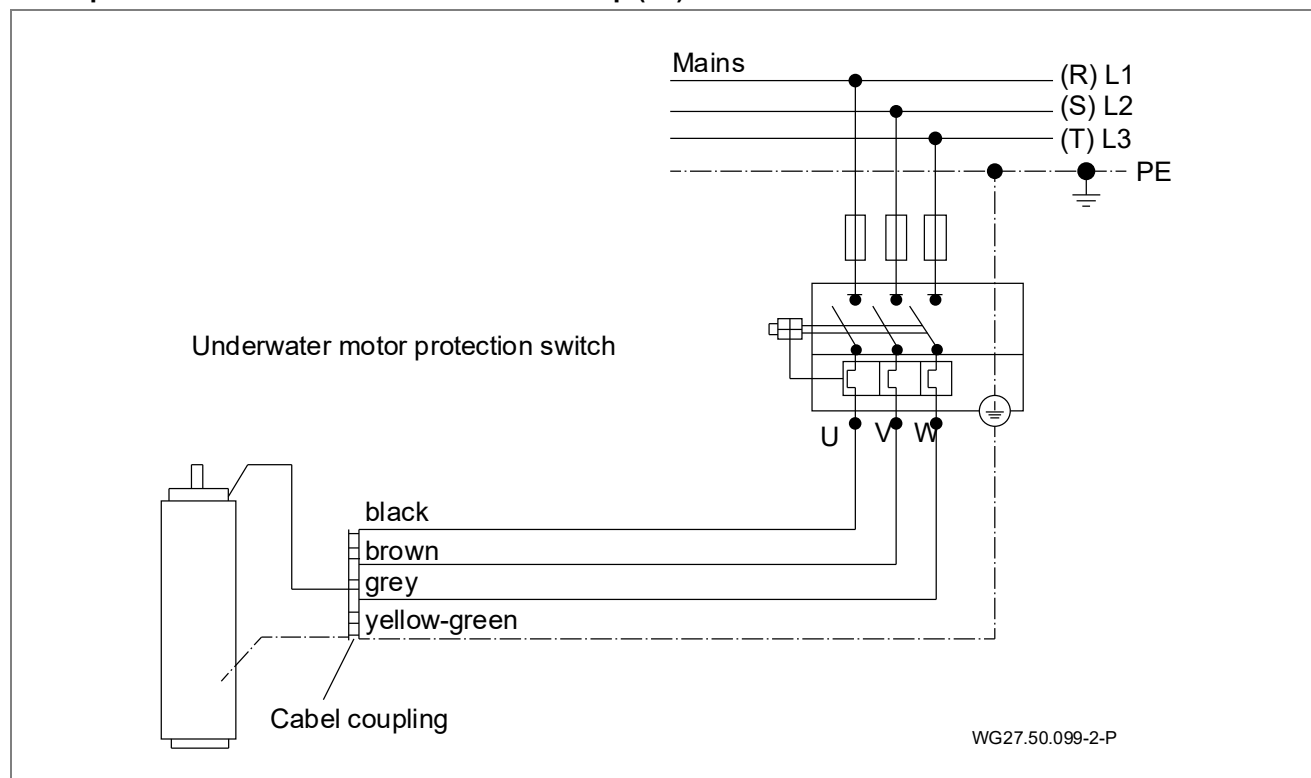 Mains
(R) L1
(S) L2
(T) L3
PE
Underwater motor protection switch
U V W
black
brown
grey
yellow-green
Cabel coupling
WG27.50.099-2-P